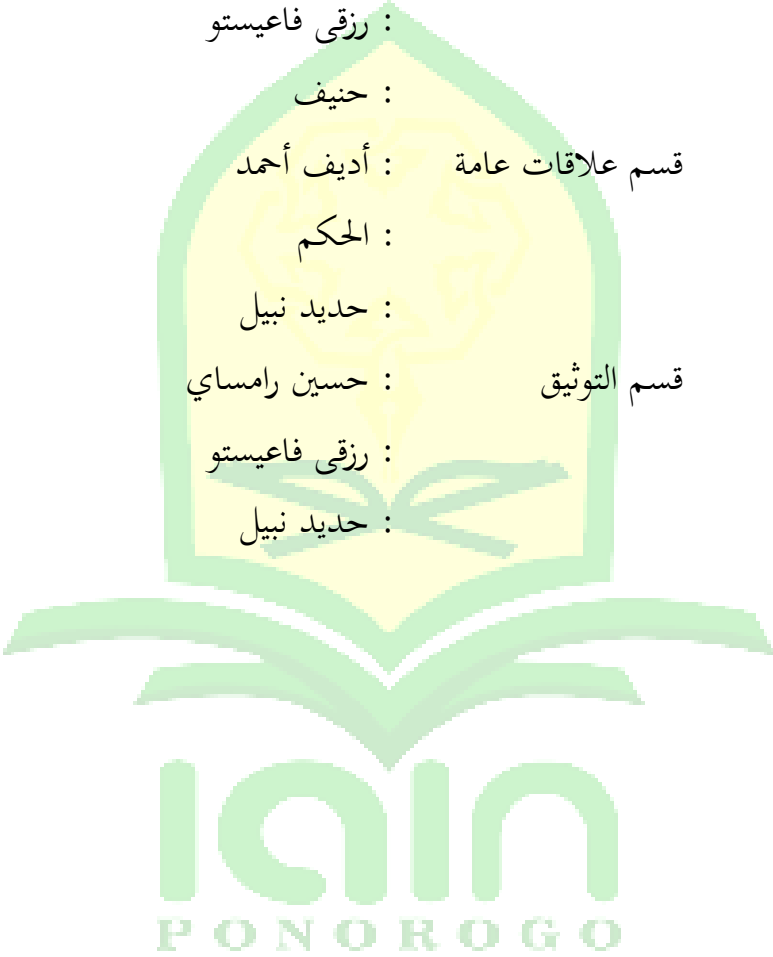 : رزقى فاعيستو
: حنيف
قسم علاقات عامة : أديف أحمد
: الحكم
: حديد نبيل
قسم التوثيق : حسين رامساي
: رزقى فاعيستو
: حديد نبيل
iain
PONOROGO